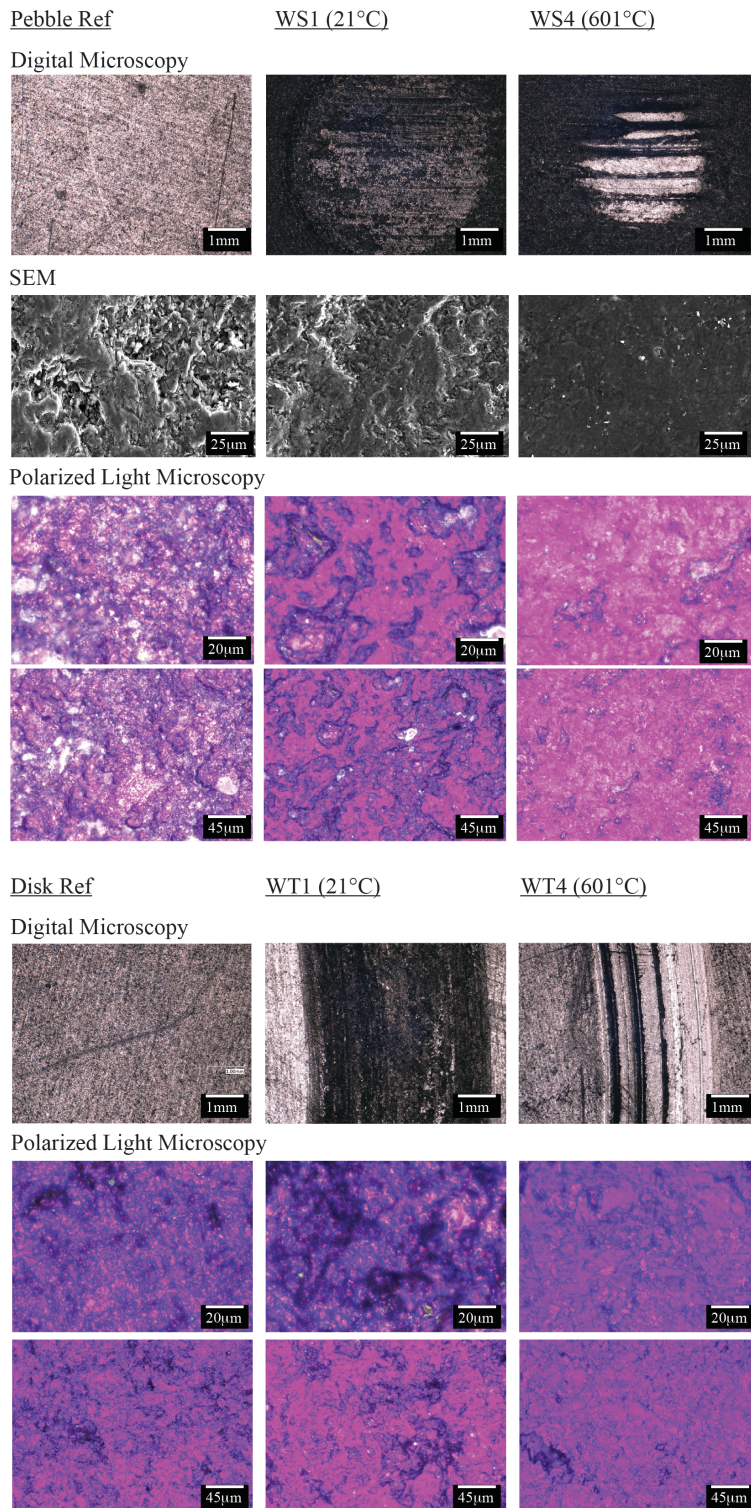 Pebble Ref WS1 (21°C) WS4 (601°C)
Digital Microscopy
1mm 1mm 1mm
SEM
25μm 25μm 25μm
Polarized Light Microscopy
20μm 20μm 20μm
45μm 45μm 45μm
Disk Ref WT1 (21°C) WT4 (601°C)
Digital Microscopy
1.00mm
1mm 1mm 1mm
Polarized Light Microscopy
20μm 20μm 20μm
45μm 45μm 45μm